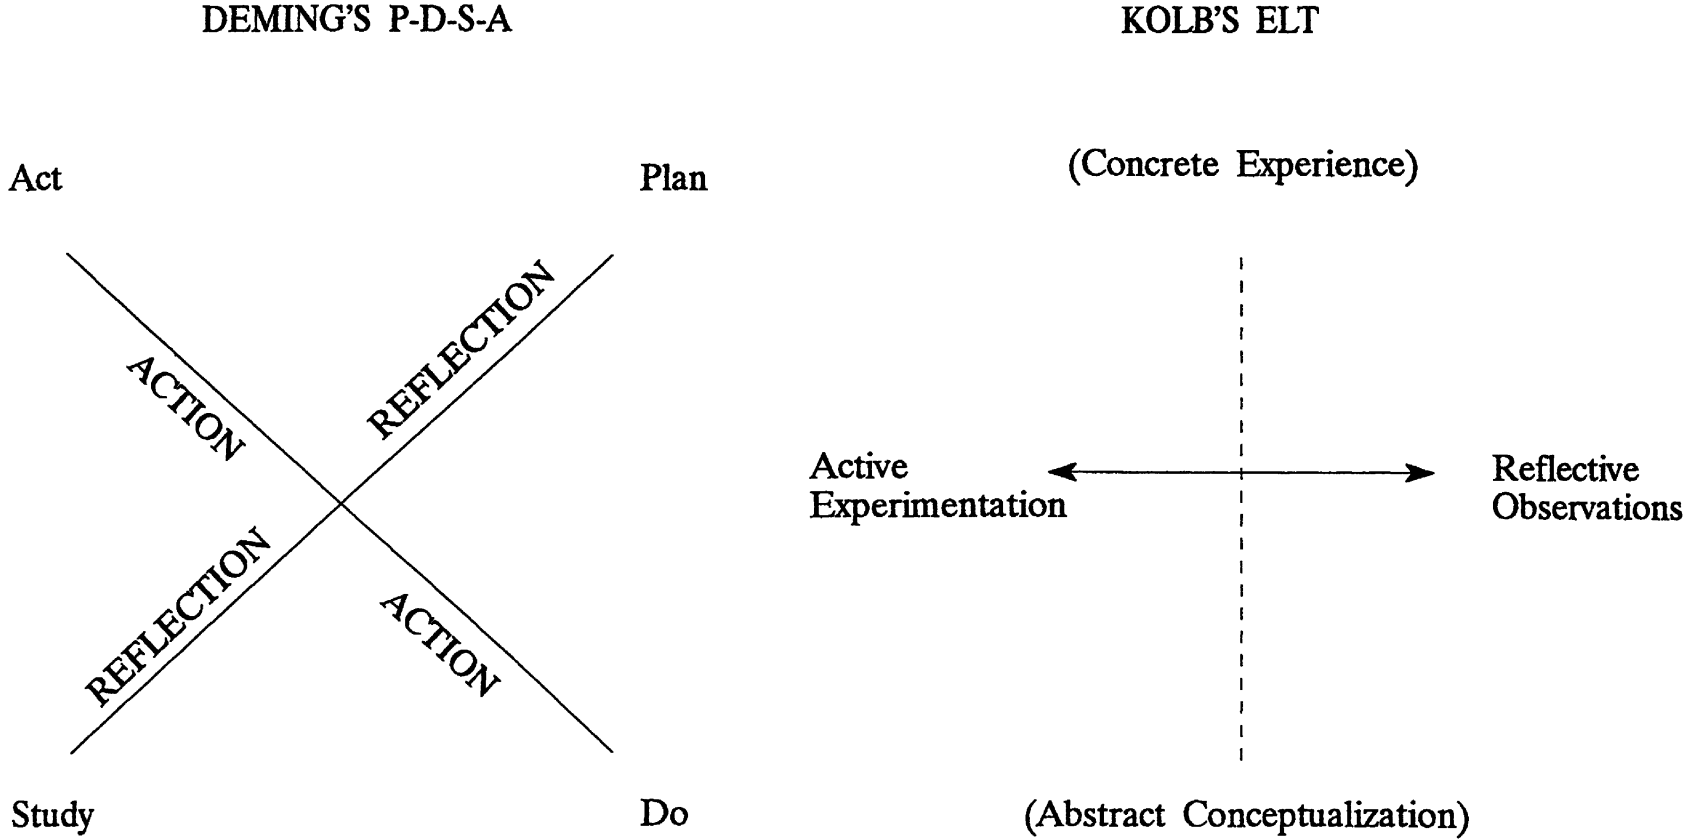 DEMING'S P-D-S-A
Act
Plan
ACTION
REFLECTION
REFLECTION
ACTION
Study
Do
KOLB'S ELT
(Concrete Experience)
Active
Experimentation
Reflective
Observations
(Abstract Conceptualization)